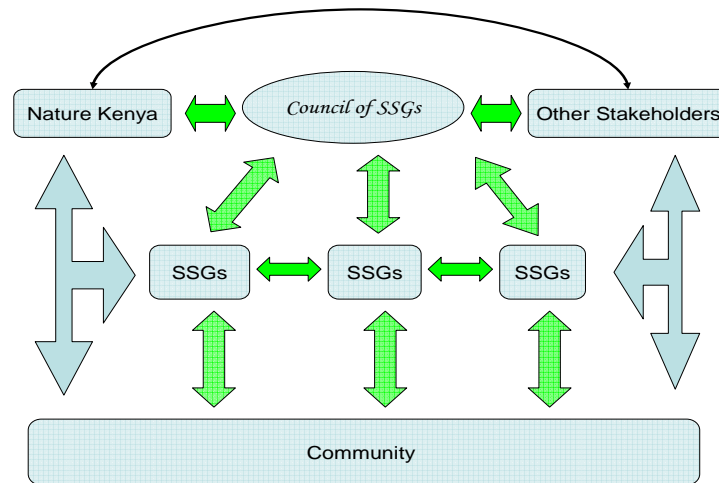 Nature Kenya
Council of SSGs
Other Stakeholders
SSGs
SSGs
SSGs
Community